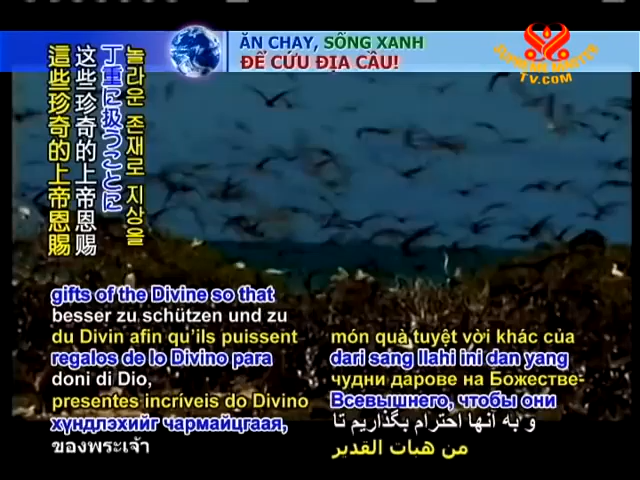 ĂN CHAY, SỐNG XANH
ĐỂ CỨU ĐỊA CẦU!
SUPREME MASTER
TV.COM
놀라운 존재로 지상을
丁重に扱うことに
这些珍奇的上帝恩赐
這些珍奇的上帝恩賜
gifts of the Divine so that
besser zu schützen und zu
du Divin afin qu'ils puissent
regalos de lo Divino para
doni di Dio,
presentes incríveis do Divino
хүндлэхийг чармайцгаая,
ของพระเจ้า
món quà tuyệt vời khác của
dari sang Ilahi ini dan yang
чудни дарове на Божестве-
Всевышнего, чтобы они
و به آنها احترام بگذاریم تا
من هبات القدير